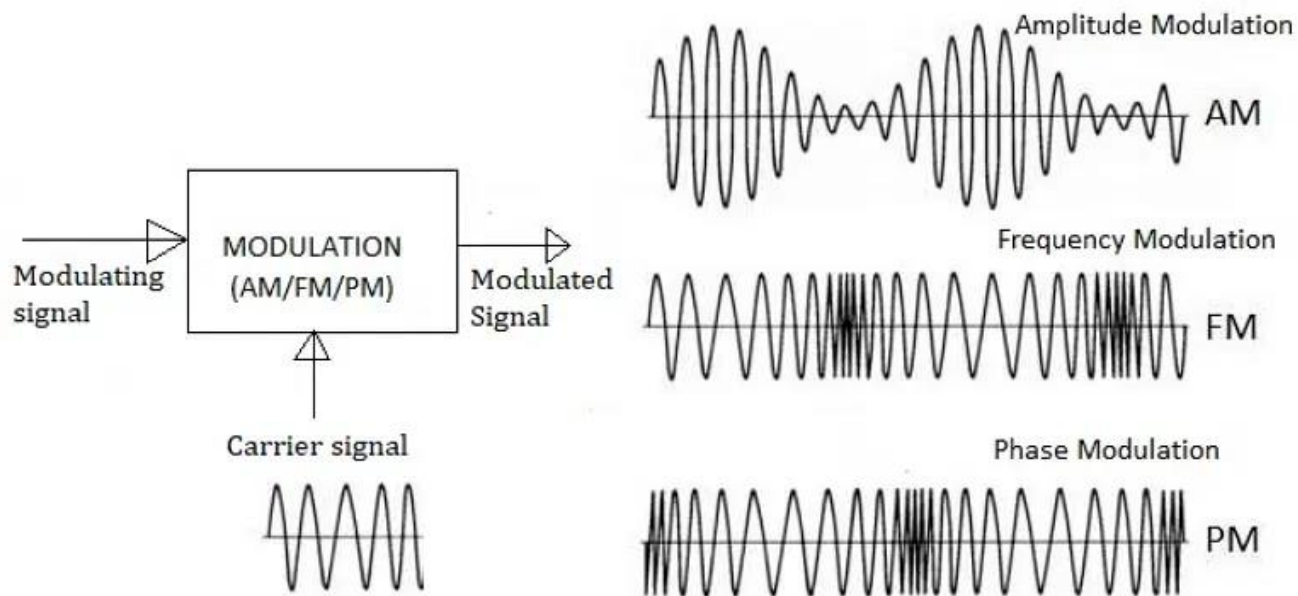 Amplitude Modulation
AM
MODULATION
(AM/FM/PM)
Modulating
signal
Modulated
Signal
Carrier signal
Frequency Modulation
FM
Phase Modulation
PM